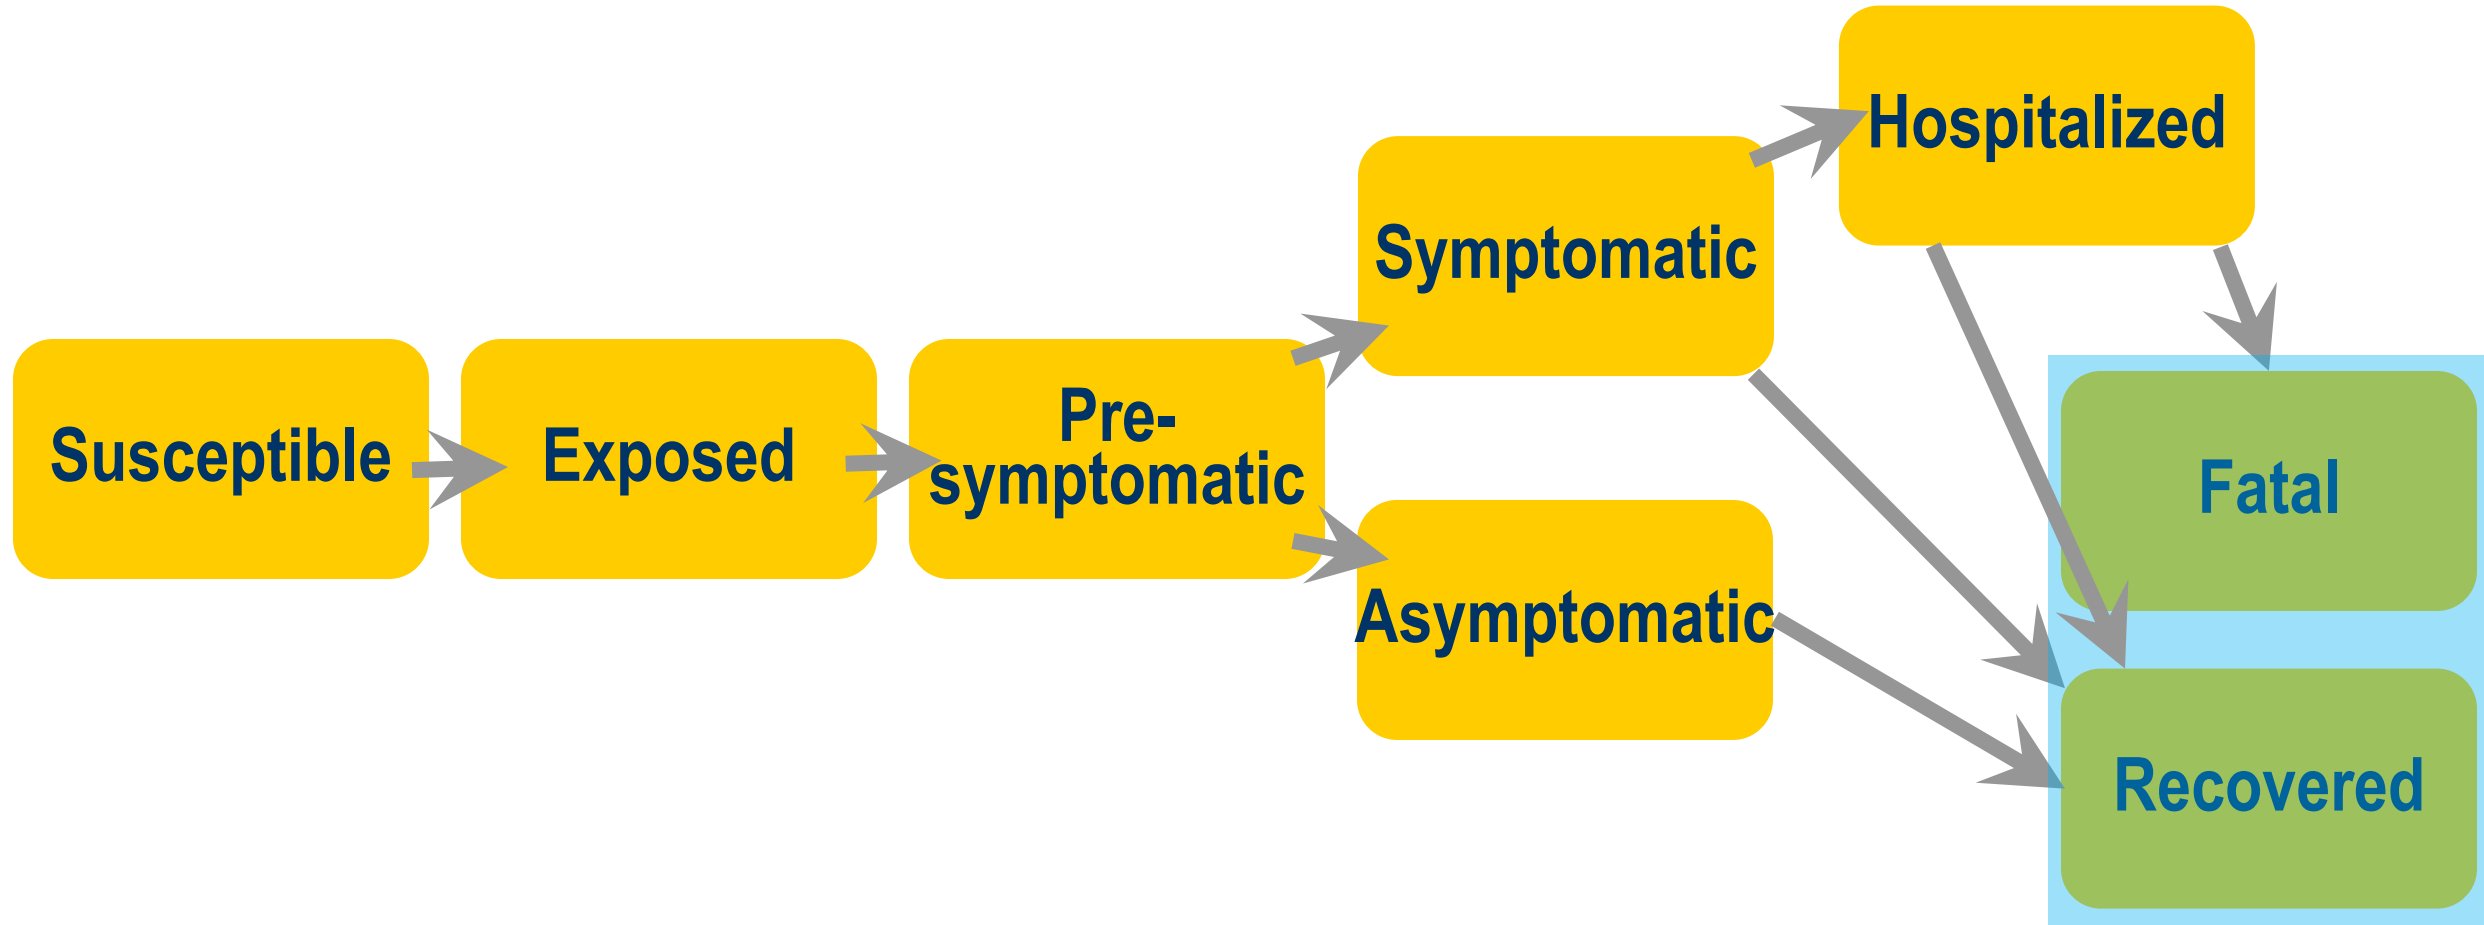 Susceptible
Exposed
Pre-
symptomatic
Symptomatic
Asymptomatic
Hospitalized
Fatal
Recovered